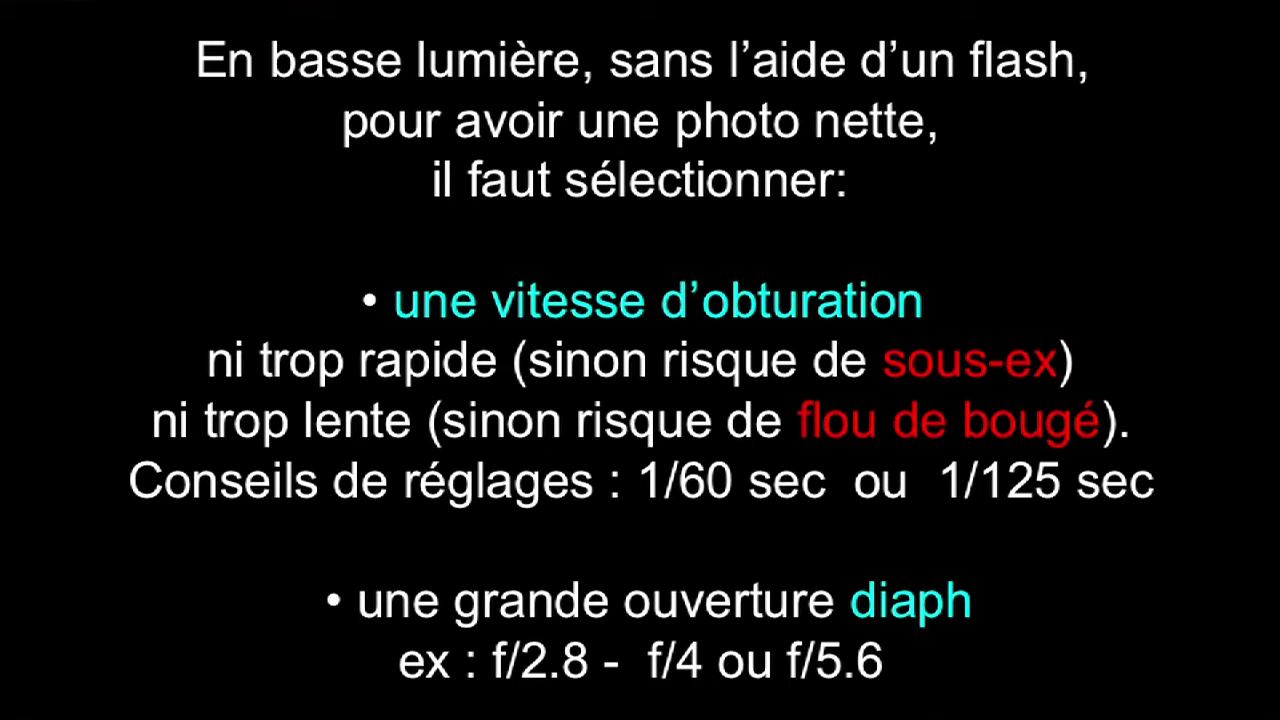 En basse lumière, sans l’aide d’un flash,
pour avoir une photo nette,
il faut sélectionner:
• une vitesse d’obturation
ni trop rapide (sinon risque de sous-ex)
ni trop lente (sinon risque de flou de bougé).
Conseils de réglages : 1/60 sec  ou  1/125 sec
• une grande ouverture diaph
ex : f/2.8 -  f/4 ou f/5.6